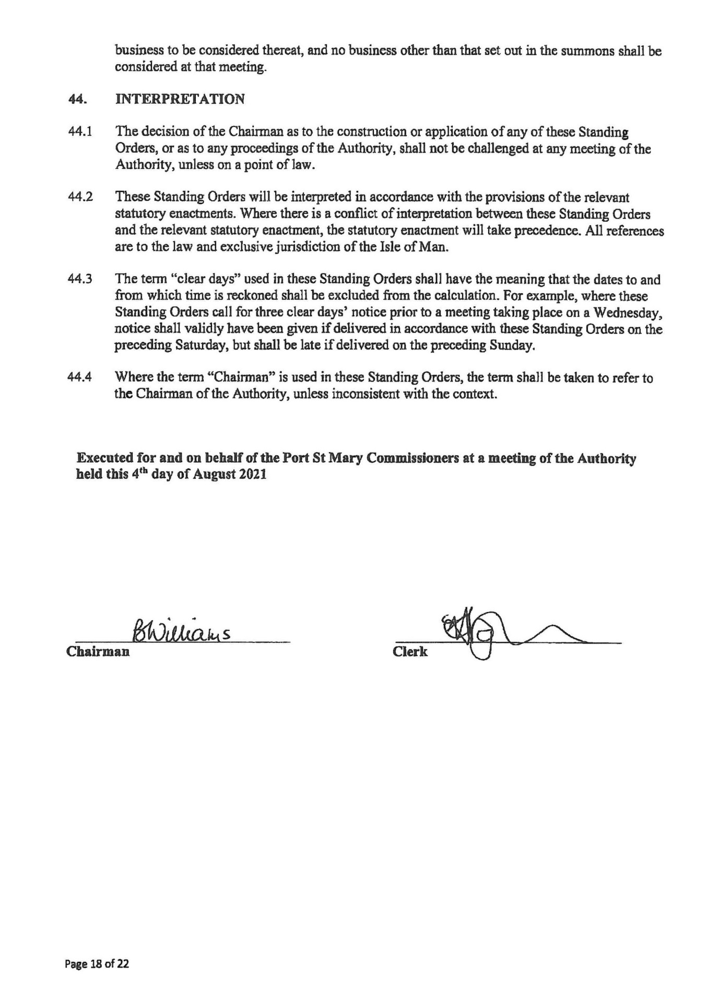 business to be considered thereat, and no business other than that set out in the summons shall be
considered at that meeting.
44. INTERPRETATION
44.1 The decision of the Chairman as to the construction or application of any of these Standing
Orders, or as to any proceedings of the Authority, shall not be challenged at any meeting of the
Authority, unless on a point of law.
44.2 These Standing Orders will be interpreted in accordance with the provisions of the relevant
statutory enactments. Where there is a conflict of interpretation between these Standing Orders
and the relevant statutory enactment, the statutory enactment will take precedence. All references
are to the law and exclusive jurisdiction of the Isle of Man.
44.3 The term “clear days” used in these Standing Orders shall have the meaning that the dates to and
from which time is reckoned shall be excluded from the calculation. For example, where these
Standing Orders call for three clear days’ notice prior to a meeting taking place on a Wednesday,
notice shall validly have been given if delivered in accordance with these Standing Orders on the
preceding Saturday, but shall be late if delivered on the preceding Sunday.
44.4 Where the term “Chairman” is used in these Standing Orders, the term shall be taken to refer to
the Chairman of the Authority, unless inconsistent with the context.
Executed for and on behalf of the Port St Mary Commissioners at a meeting of the Authority
held this 4th day of August 2021
BWilliams
Chairman Clerk
Page 18 of 22